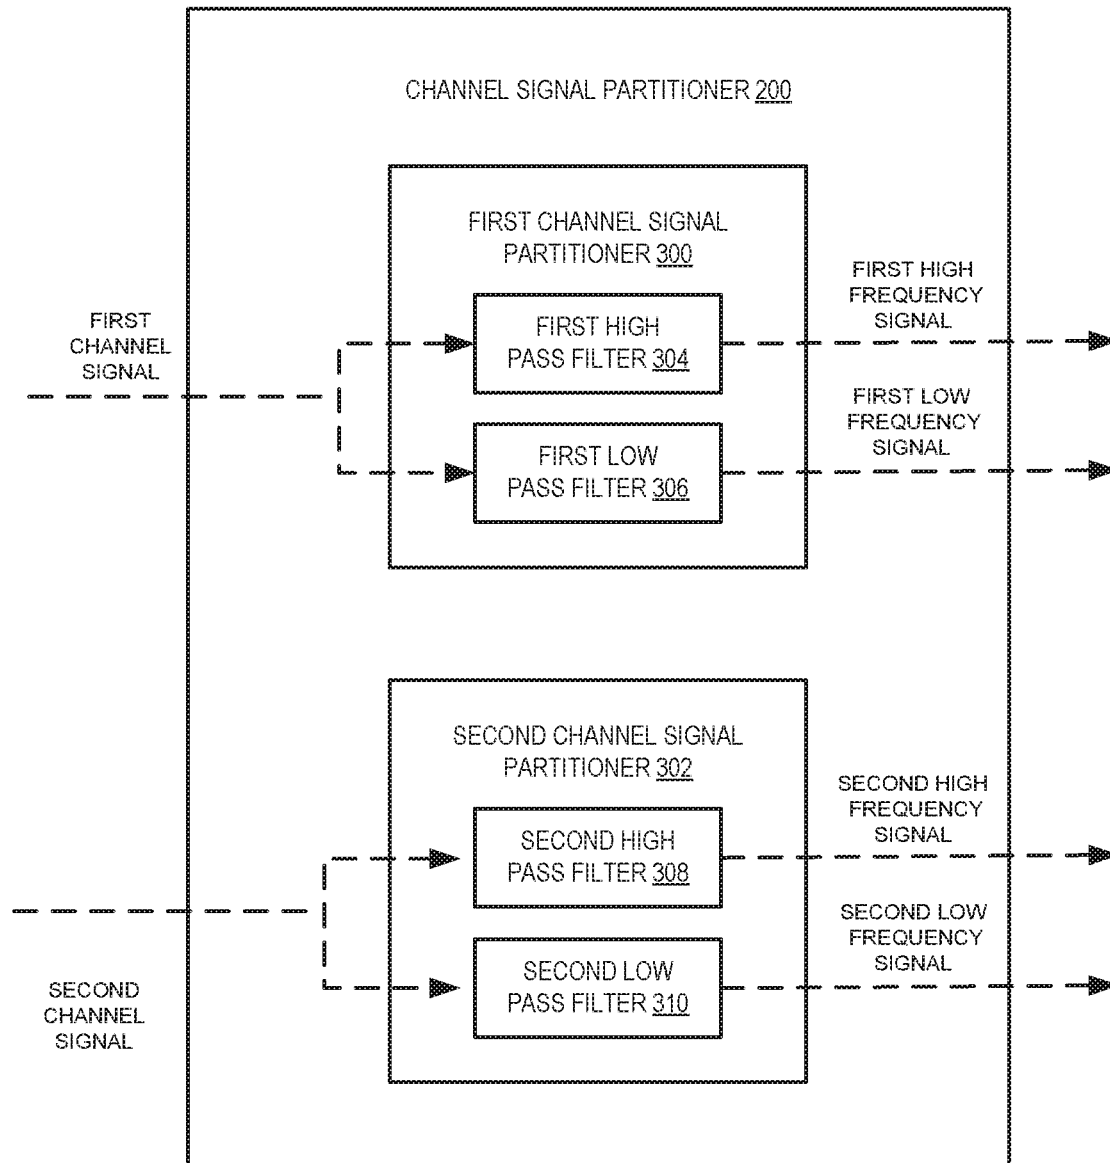 CHANNEL SIGNAL PARTITIONER 200
FIRST CHANNEL SIGNAL
PARTITIONER 300
FIRST HIGH
PASS FILTER 304
FIRST LOW
PASS FILTER 306
FIRST
CHANNEL
SIGNAL
FIRST HIGH
FREQUENCY
SIGNAL
FIRST LOW
FREQUENCY
SIGNAL
SECOND CHANNEL SIGNAL
PARTITIONER 302
SECOND HIGH
PASS FILTER 308
SECOND LOW
PASS FILTER 310
SECOND HIGH
FREQUENCY
SIGNAL
SECOND LOW
FREQUENCY
SIGNAL
SECOND
CHANNEL
SIGNAL